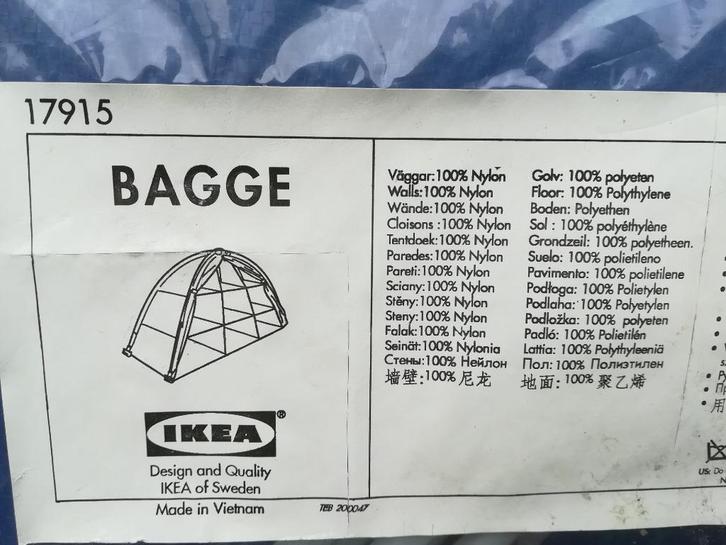 17915
BAGGE
IKEA®
Design and Quality
IKEA of Sweden
Made in Vietnam
TEB 200047
Väggar:100% Nylon
Walls:100% Nylon
Wände:100% Nylon
Cloisons :100% Nylon
Tentdoek:100% Nylon
Paredes:100% Nylon
Pareti:100% Nylon
Sciany:100% Nylon
Stěny:100% Nylon
Steny:100% Nylon
Falak:100% Nylon
Seinät:100% Nylonia
Стены:100% Нейлон
墙壁:100% 尼龙
Golv: 100% polyeten
Floor: 100% Polythylene
Boden: Polyethen
Sol : 100% polyéthylène
Grondzeil: 100% polyetheen.
Suelo: 100% polietileno
Pavimento: 100% polietilene
Podłoga: 100% Polietylen
Podlaha: 100% Polyetylen
Podložka: 100% polyeten
Padló: 100% Polietilén
Lattia: 100% Polythyleeniä
Пол: 100% Полиэтилен
地面: 100% 聚乙烯
用
US: Do